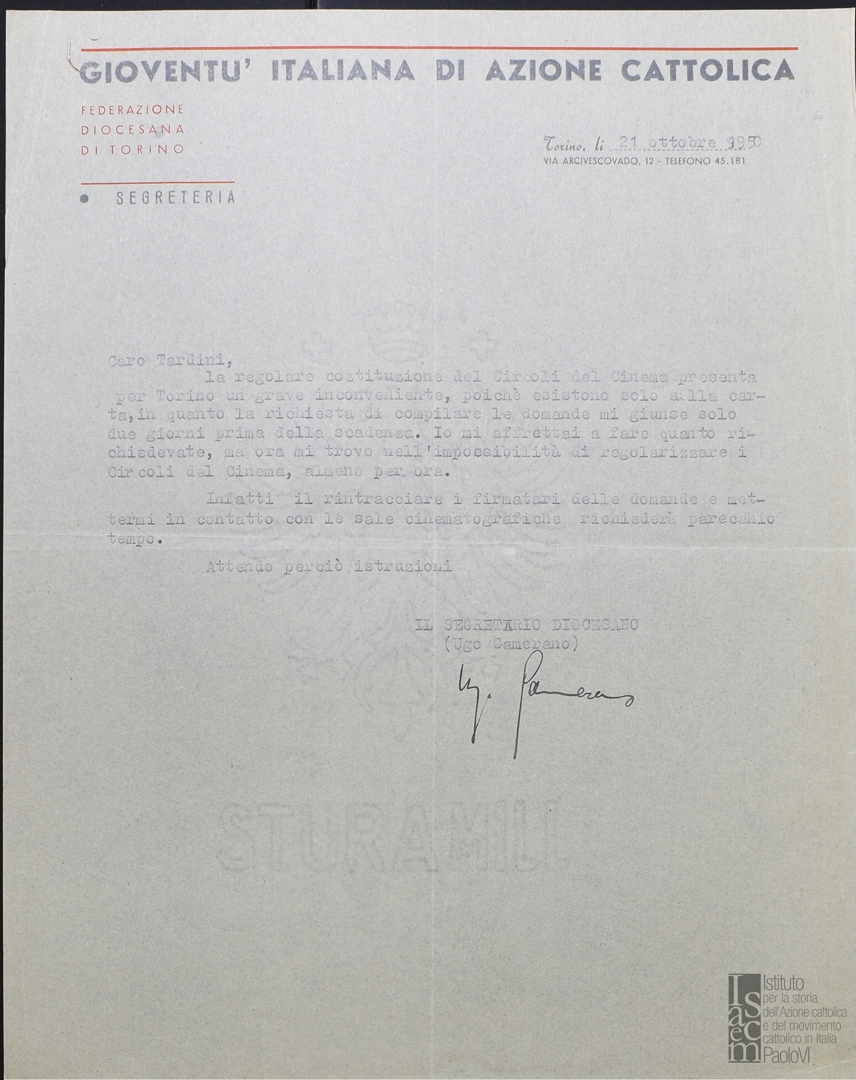 GIOVENTU' ITALIANA DI AZIONE CATTOLICA
FEDERAZIONE
DIOCESANA
DI TORINO
Torino, lì 21 ottobre 1950
VIA ARCIVESCOVADO, 12 - TELEFONO 45.181
• SEGRETERIA
Caro Tardini,
la regolare costituzione dei Circoli del Cinema presenta
per Torino un grave inconveniente, poichè esistono solo sulla car-
ta, in quanto la richiesta di compilare le domande mi giunse solo
due giorni prima della scadenza. Io mi affrettai a fare quanto ri-
chiedevate, ma ora mi trovo nell'impossibilità di regolarizzare i
Circoli del Cinema, almeno per ora.
Infatti il rintracciare i firmatari delle domande e met-
termi in contatto con le sale cinematografiche richiederà parecchio
tempo.
Attendo perciò istruzioni
IL SEGRETARIO DIOCESANO
(Ugo Camerano)
Ug. Camerano
STURAMILL
Isacem
Istituto
per la storia
dell'Azione cattolica
e del movimento
cattolico in Italia
PaoloVI